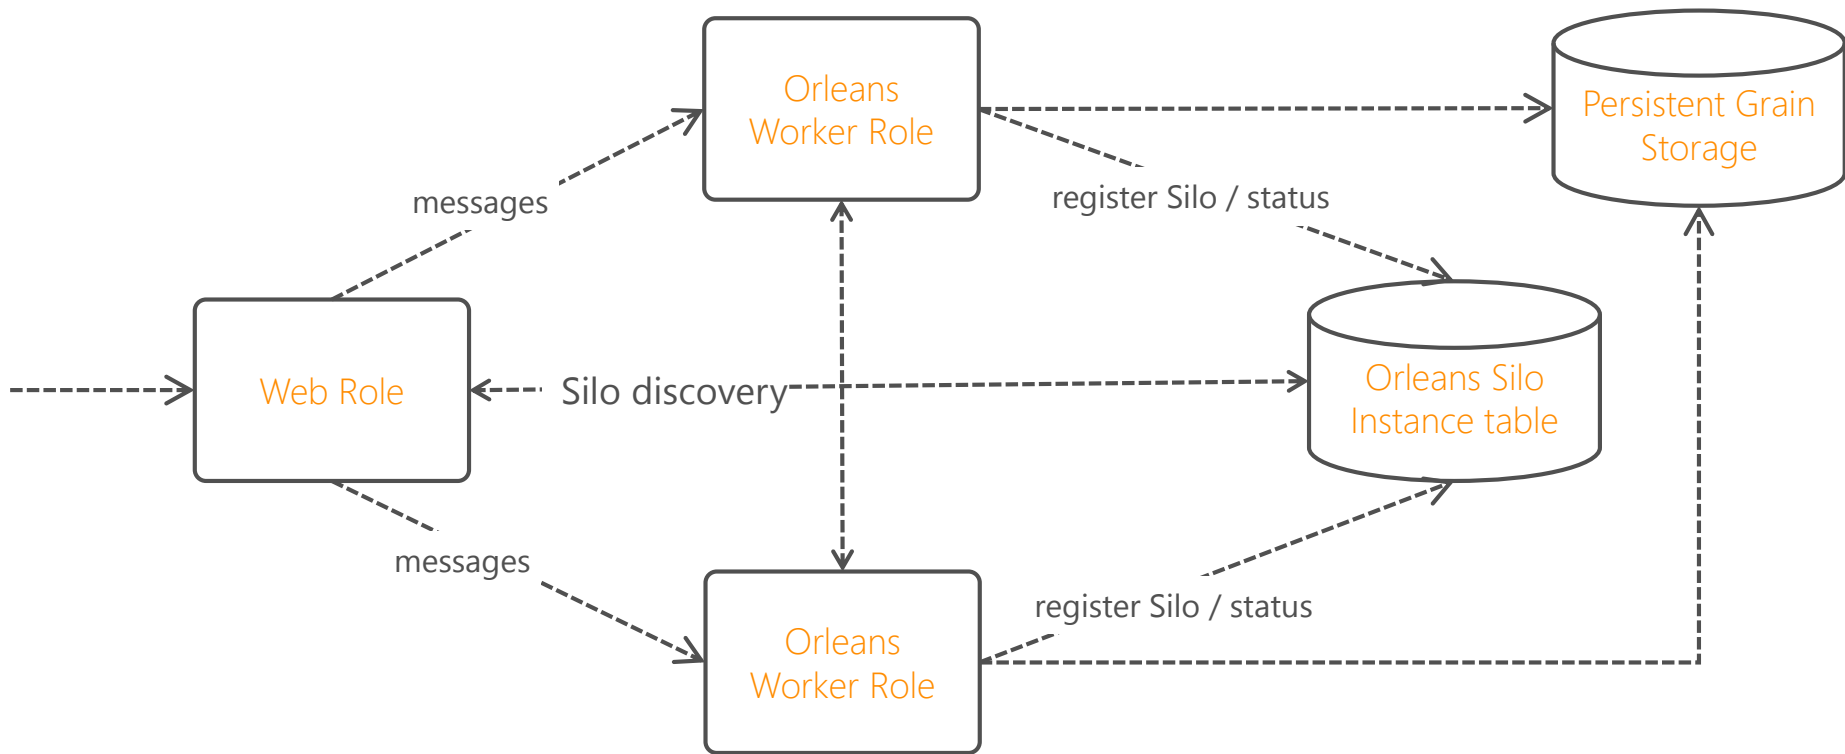 Orleans
Worker Role
Persistent Grain
Storage
messages
register Silo / status
Web Role
Silo discovery
Orleans Silo
Instance table
messages
register Silo / status
Orleans
Worker Role